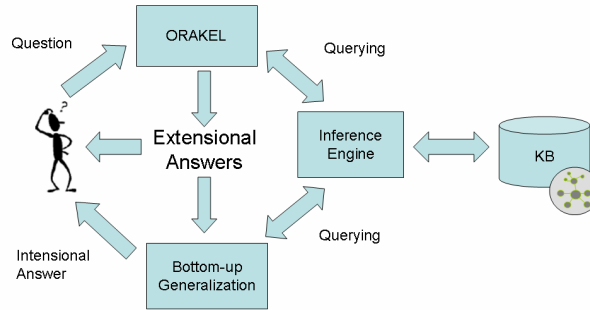 ORAKEL
Question
Querying
?
Extensional
Answers
Inference
Engine
KB
Querying
Intensional
Answer
Bottom-up
Generalization